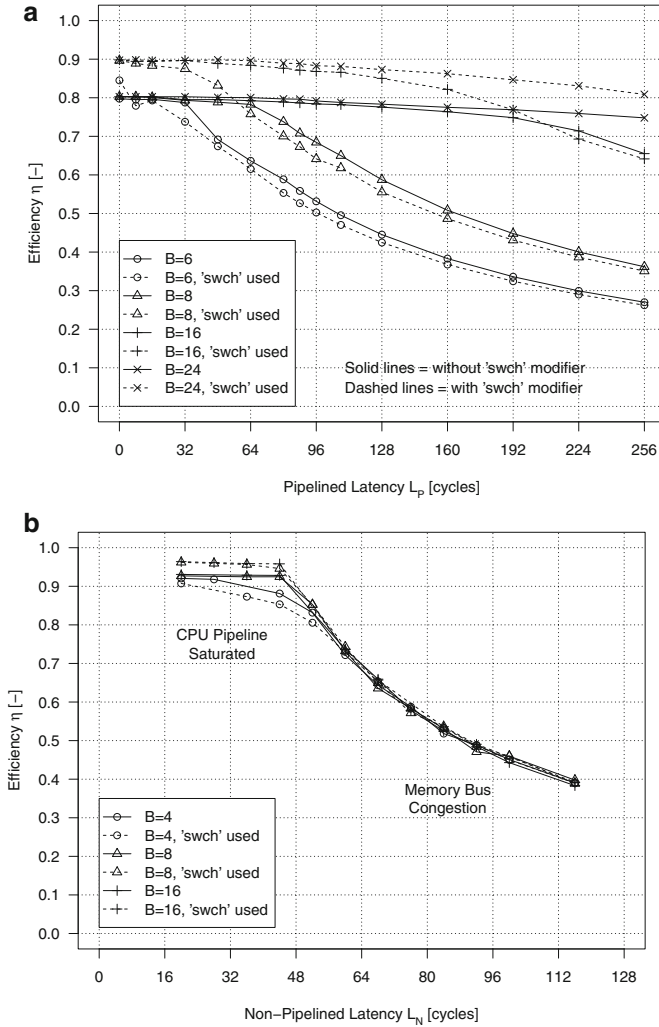 a
1.0
0.9
0.8
0.7
0.6
0.5
0.4
0.3
0.2
0.1
0.0
Efficiency η [−]
B=6
B=6, 'swch' used
B=8
B=8, 'swch' used
B=16
B=16, 'swch' used
B=24
B=24, 'swch' used
Solid lines = without 'swch' modifier
Dashed lines = with 'swch' modifier
0 32 64 96 128 160 192 224 256
Pipelined Latency L_P [cycles]
b
1.0
0.9
0.8
0.7
0.6
0.5
0.4
0.3
0.2
0.1
0.0
Efficiency η [−]
CPU Pipeline
Saturated
Memory Bus
Congestion
B=4
B=4, 'swch' used
B=8
B=8, 'swch' used
B=16
B=16, 'swch' used
0 16 32 48 64 80 96 112 128
Non-Pipelined Latency L_N [cycles]